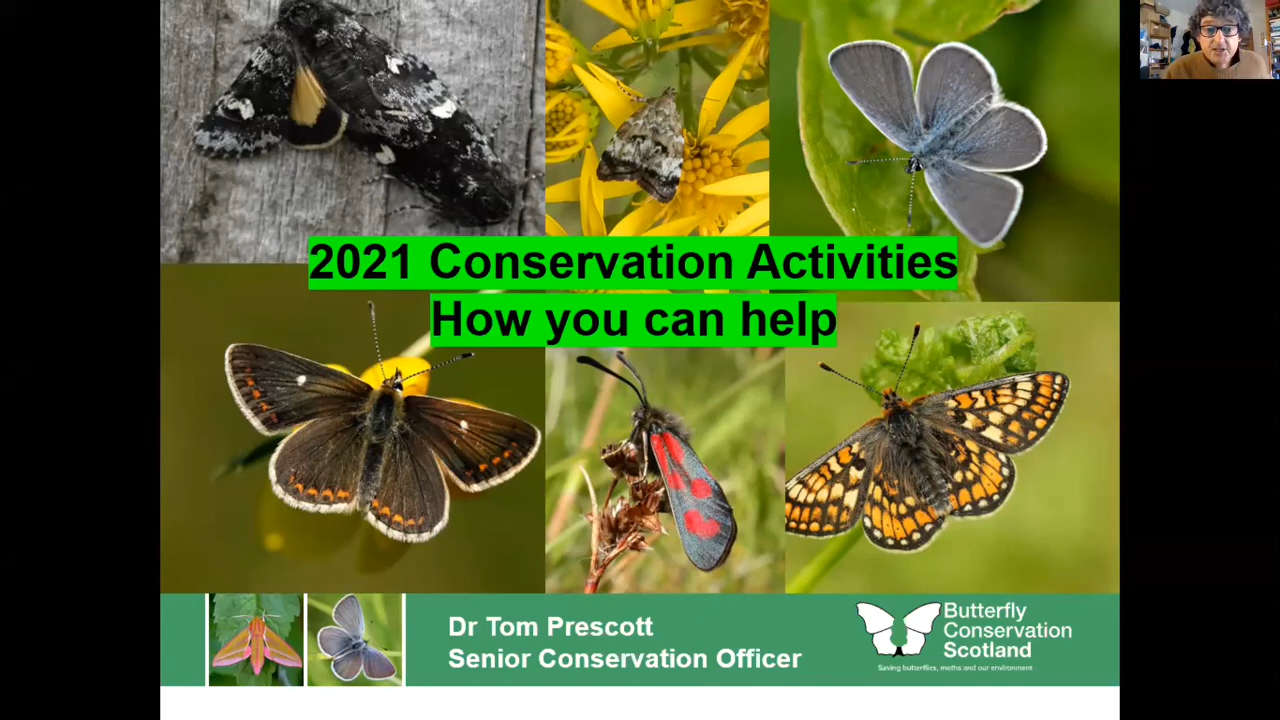 2021 Conservation Activities
How you can help
Dr Tom Prescott
Senior Conservation Officer
Butterfly
Conservation
Scotland
Saving butterflies, moths and our environment